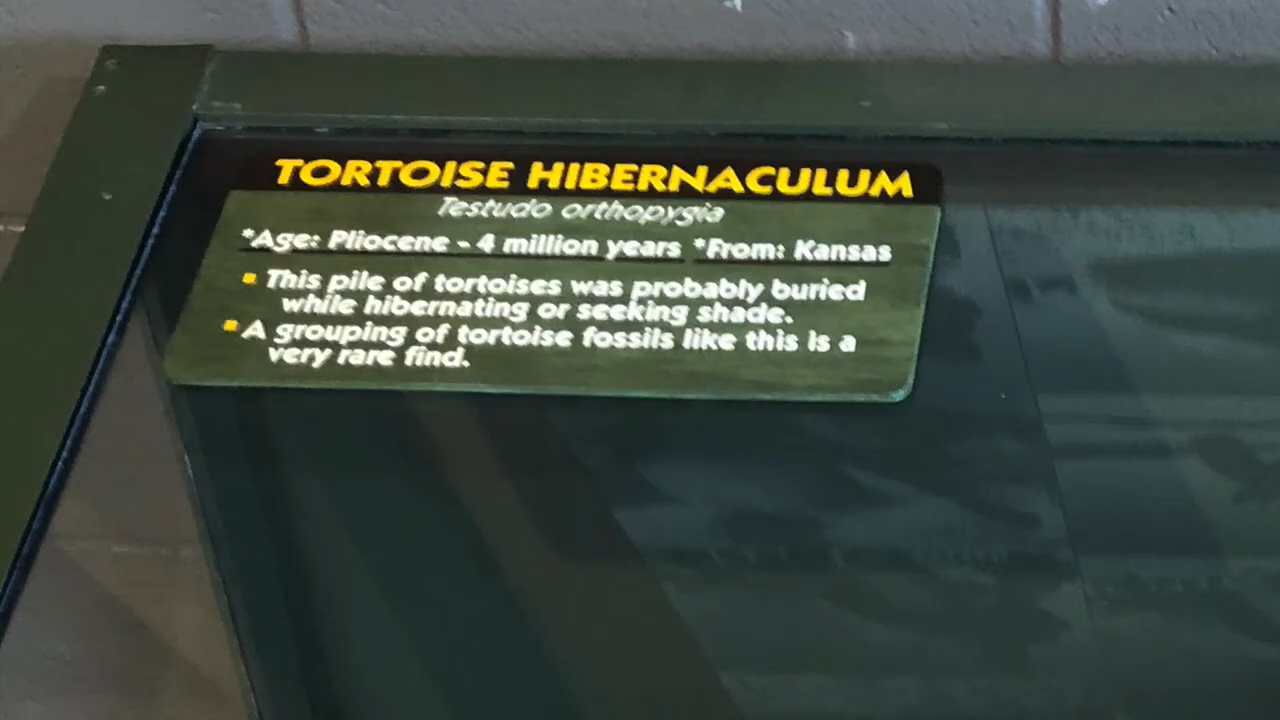 TORTOISE HIBERNACULUM
Testudo orthopygia
*Age: Pliocene - 4 million years *From: Kansas
▪ This pile of tortoises was probably buried
while hibernating or seeking shade.
▪ A grouping of tortoise fossils like this is a
very rare find.